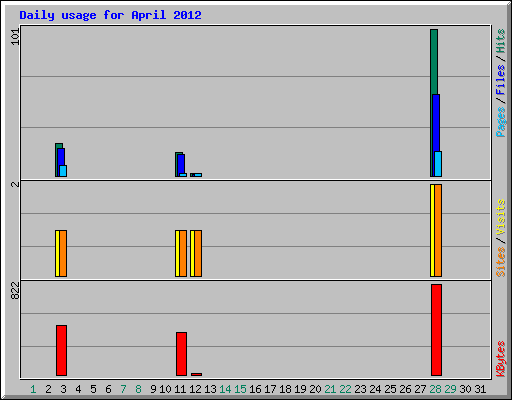 Daily usage for April 2012
101
2
822
Pages / Files / Hits
Sites / Visits
KBytes
1 2 3 4 5 6 7 8 9 10 11 12 13 14 15 16 17 18 19 20 21 22 23 24 25 26 27 28 29 30 31